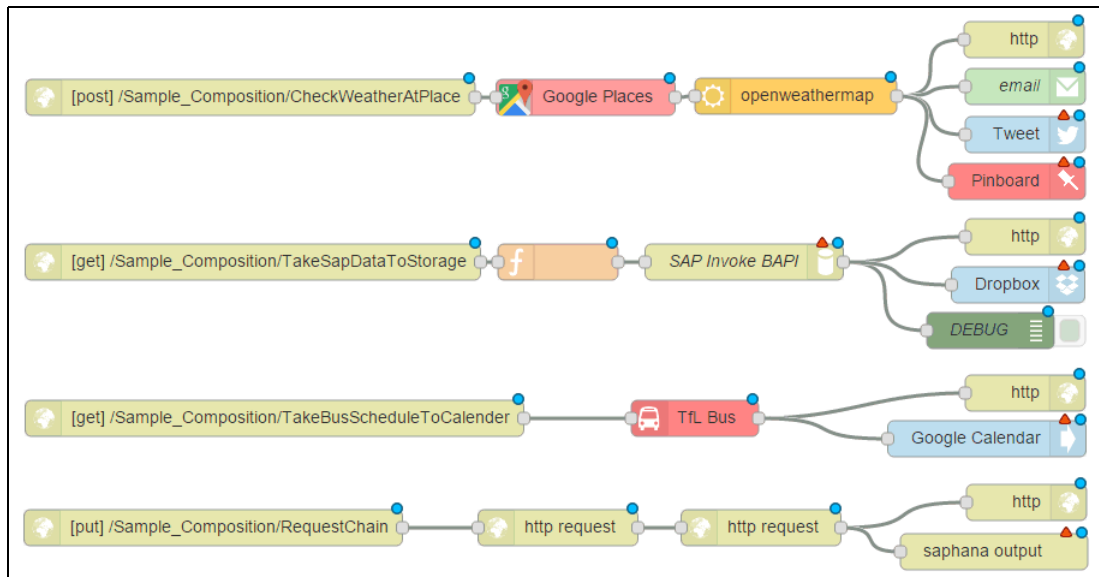 http
[post] /Sample_Composition/CheckWeatherAtPlace
g
Google Places
openweathermap
email
Tweet
Pinboard
http
[get] /Sample_Composition/TakeSapDataToStorage
f
SAP Invoke BAPI
Dropbox
DEBUG
http
[get] /Sample_Composition/TakeBusScheduleToCalender
TfL Bus
Google Calendar
http
[put] /Sample_Composition/RequestChain
http request
http request
saphana output